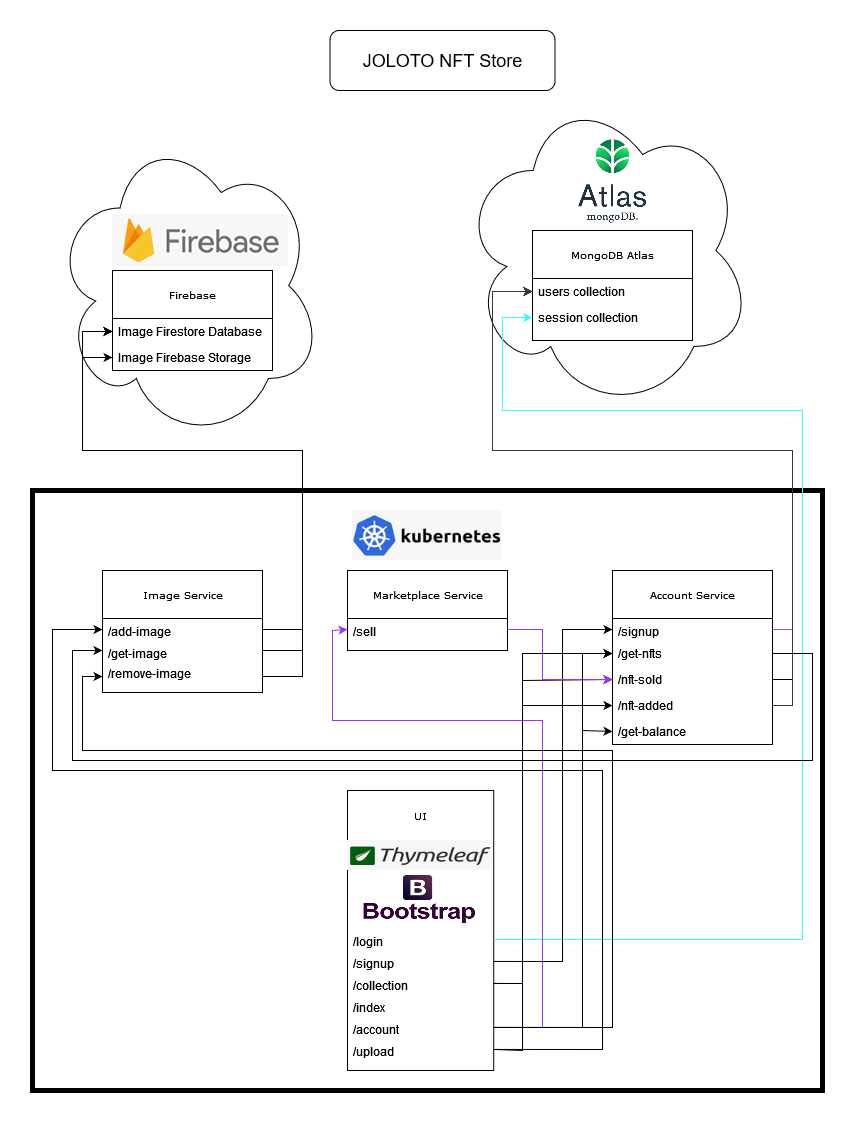 JOLOTO NFT Store
Firebase
Firebase
Image Firestore Database
Image Firebase Storage
Atlas
mongoDB.
MongoDB Atlas
users collection
session collection
kubernetes
Image Service
/add-image
/get-image
/remove-image
Marketplace Service
/sell
Account Service
/signup
/get-nfts
/nft-sold
/nft-added
/get-balance
UI
Thymeleaf
B
Bootstrap
/login
/signup
/collection
/index
/account
/upload